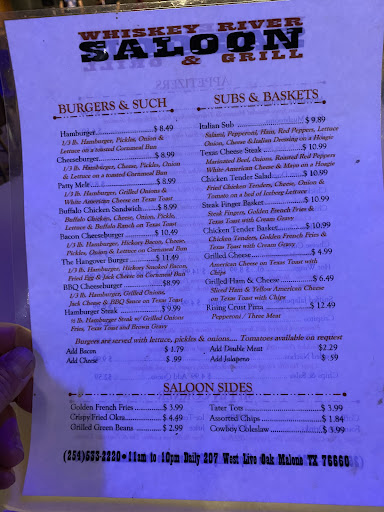 WHISKEY RIVER
SALOON
& GRILL
BURGERS & SUCH
Hamburger $ 8.49
1/3 lb. Hamburger, Pickles, Onion &
Lettuce on a toasted Cornmeal Bun
Cheeseburger $ 8.99
1/3 lb. Hamburger, Cheese, Pickles, Onion
& Lettuce on a toasted Cornmeal Bun
Patty Melt $ 8.99
1/3 lb. Hamburger, Grilled Onions &
White American Cheese on Texas Toast
Buffalo Chicken Sandwich $ 8.99
Buffalo Chicken, Cheese, Onion, Pickle,
Lettuce & Buffalo Ranch on Texas Toast
Bacon Cheeseburger $ 10.49
1/3 lb. Hamburger, Hickory Bacon, Cheese,
Pickles, Onion & Lettuce on Cornmeal Bun
The Hangover Burger $ 11.49
1/3 lb. Hamburger, Hickory Smoked Bacon,
Fried Egg & Jack Cheese on Cornmeal Bun
BBQ Cheeseburger $8.99
1/3 lb. Hamburger, Grilled Onions,
Jack Cheese & BBQ Sauce on Texas Toast
Hamburger Steak $ 9.99
½ lb. Hamburger Steak w/ Grilled Onions
Fries, Texas Toast and Brown Gravy
SUBS & BASKETS
Italian Sub $ 9.89
Salami, Pepperoni, Ham, Red Peppers, Lettuce
Onion, Cheese & Italian Dressing on a Hoagie
Texas Cheese Steak $ 10.99
Marinated Beef, Onions, Roasted Red Peppers
White American Cheese & Mayo on a Hoagie
Chicken Tender Salad $ 10.99
Fried Chicken Tenders, Cheese, Onion &
Tomato on a bed of Iceberg Lettuce
Steak Finger Basket $ 10.99
Steak Fingers, Golden French Fries &
Texas Toast with Cream Gravy
Chicken Tender Basket $ 10.99
Chicken Tenders, Golden French Fries &
Texas Toast with Cream Gravy
Grilled Cheese $ 4.99
American Cheese on Texas Toast with
Chips
Grilled Ham & Cheese $ 6.49
Sliced Ham & Yellow American Cheese
on Texas Toast with Chips
Rising Crust Pizza $ 12.49
Pepperoni / Three Meat
Burgers are served with lettuce, pickles & onions.... Tomatoes available on request
Add Bacon $ 1.79
Add Cheese $ .99
Add Double Meat $2.29
Add Jalapenos $ .59
SALOON SIDES
Golden French Fries $ 3.99
Crispy Fried Okra $ 4.49
Grilled Green Beans $ 2.99
Tater Tots $ 3.99
Assorted Chips $ 1.84
Cowboy Coleslaw $ 3.99
(254)533-2220 • 11am to 10pm Daily 207 West Live Oak Malone TX 76660